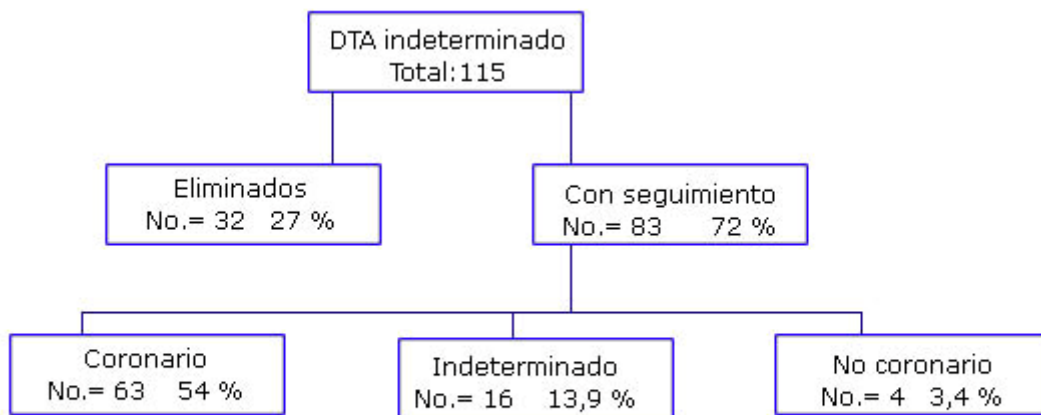 DTA indeterminado
Total:115
Eliminados
No.= 32 27 %
Con seguimiento
No.= 83 72 %
Coronario
No.= 63 54 %
Indeterminado
No.= 16 13,9 %
No coronario
No.= 4 3,4 %